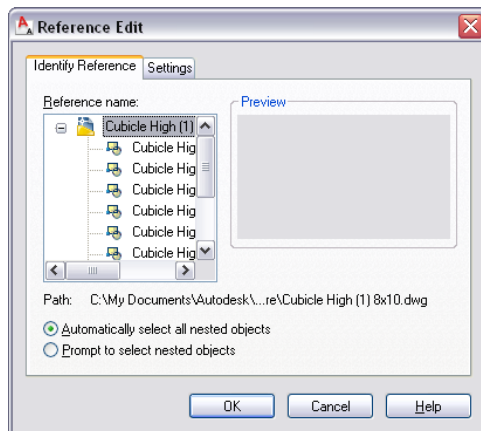 Reference Edit
Identify Reference
Settings
Reference name:
Preview
Cubicle High (1)
Cubicle Hig
Cubicle Hig
Cubicle Hig
Cubicle Hig
Cubicle Hig
Cubicle Hig
Path: C:\My Documents\Autodesk\...re\Cubicle High (1) 8x10.dwg
Automatically select all nested objects
Prompt to select nested objects
OK
Cancel
Help